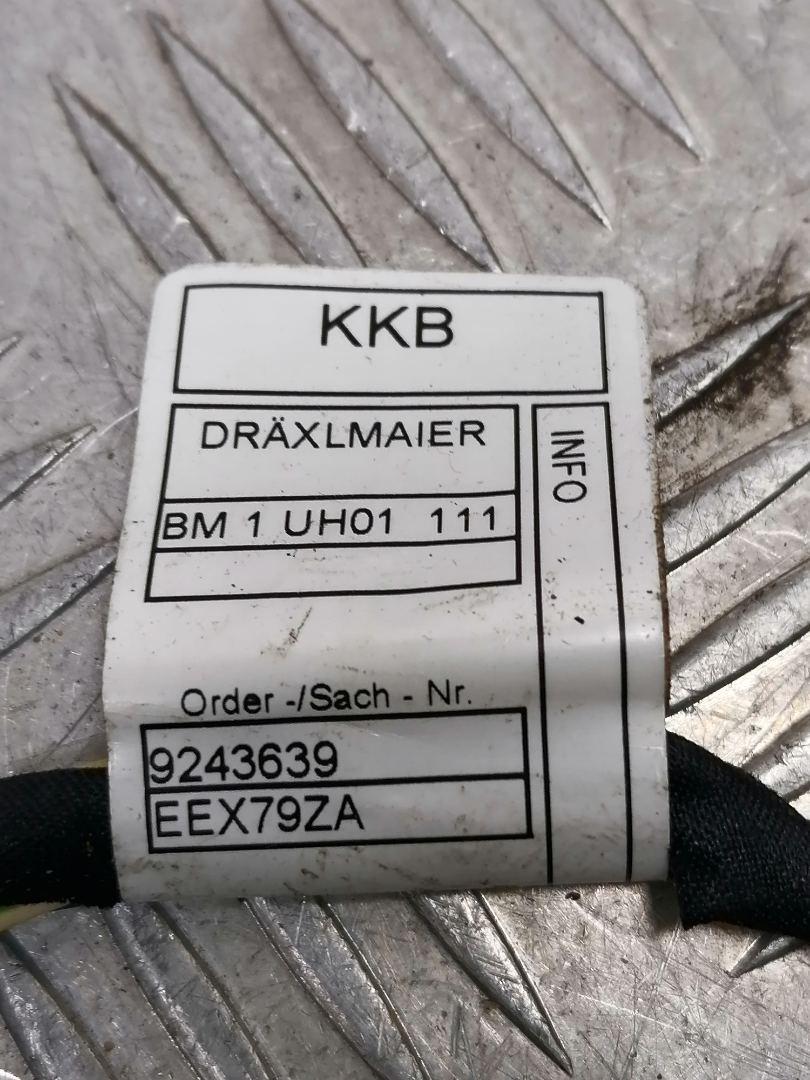 KKB
DRÄXLMAIER
INFO
BM 1 UH01 111
Order -/Sach - Nr.
9243639
EEX79ZA